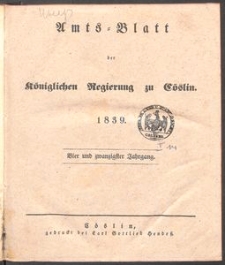 Amts-Blatt
der
Königlichen Regierung zu Cöslin.
1839.
Vier und zwanzigster Jahrgang.
Cöslin,
gedruckt bei Carl Gottlieb Hendeß.